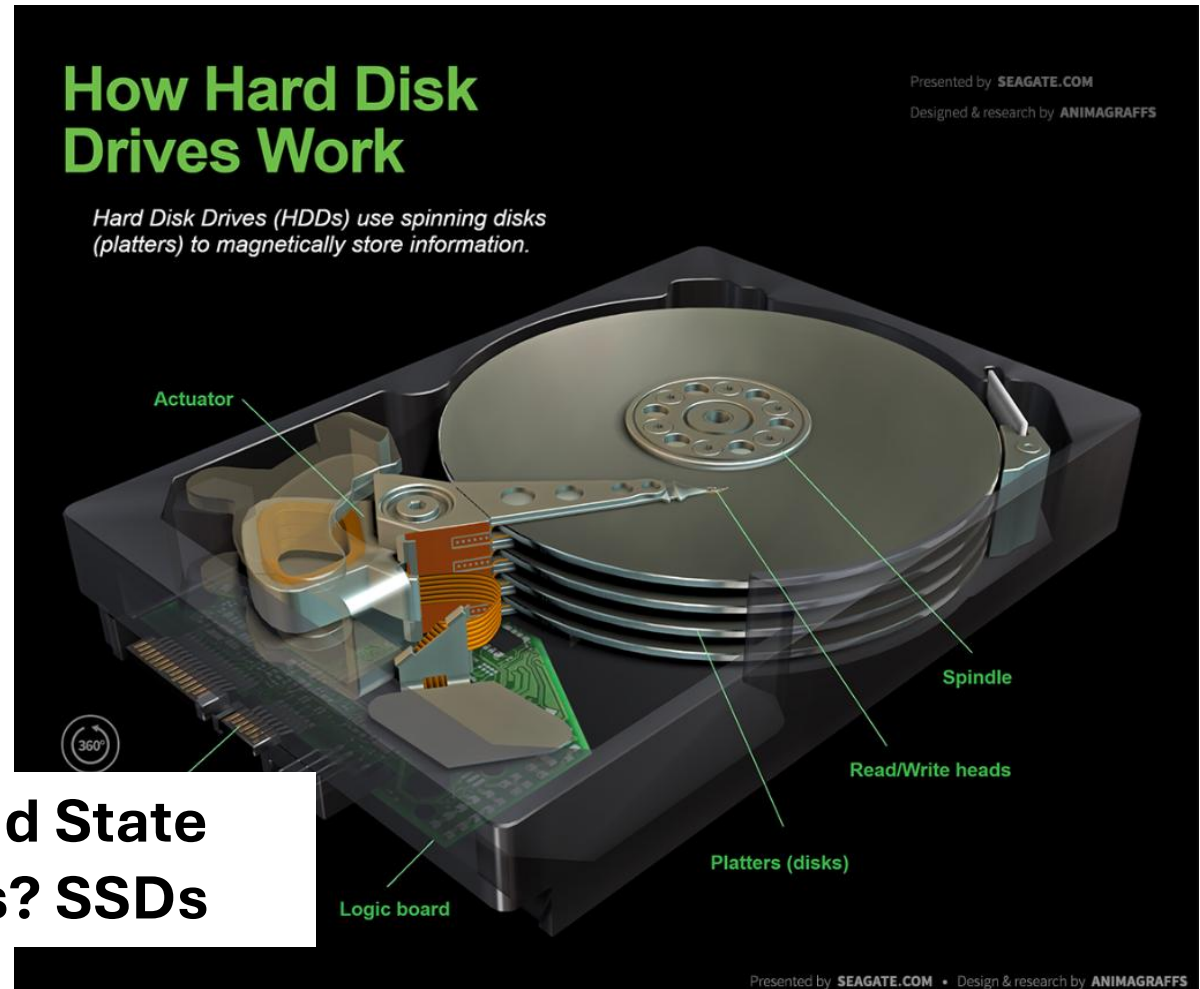 How Hard Disk
Drives Work
Presented by SEAGATE.COM
Designed & research by ANIMAGRAFFS
Hard Disk Drives (HDDs) use spinning disks
(platters) to magnetically store information.
Actuator
Spindle
360°
Read/Write heads
d State
s? SSDs
Platters (disks)
Logic board
Presented by SEAGATE.COM • Design & research by ANIMAGRAFFS